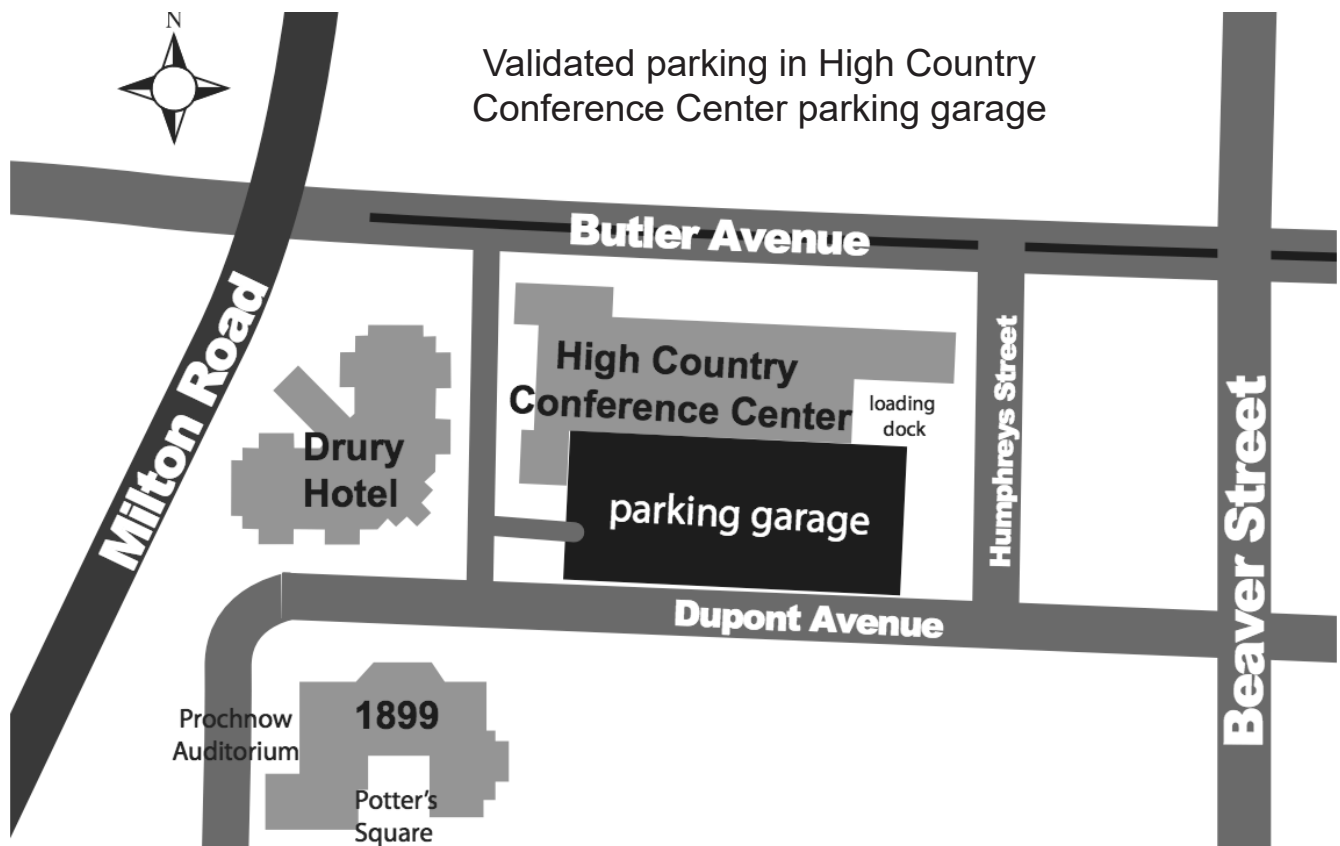 N
Validated parking in High Country
Conference Center parking garage
Butler Avenue
Milton Road
High Country
Conference Center
loading
dock
Humphreys Street
Beaver Street
Drury
Hotel
parking garage
Dupont Avenue
1899
Prochnow
Auditorium
Potter's
Square